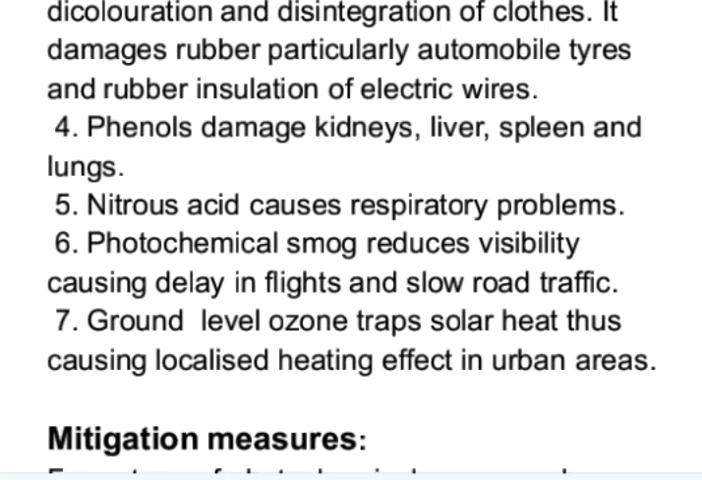 dicolouration and disintegration of clothes. It
damages rubber particularly automobile tyres
and rubber insulation of electric wires.
4. Phenols damage kidneys, liver, spleen and
lungs.
5. Nitrous acid causes respiratory problems.
6. Photochemical smog reduces visibility
causing delay in flights and slow road traffic.
7. Ground  level ozone traps solar heat thus
causing localised heating effect in urban areas.
Mitigation measures: